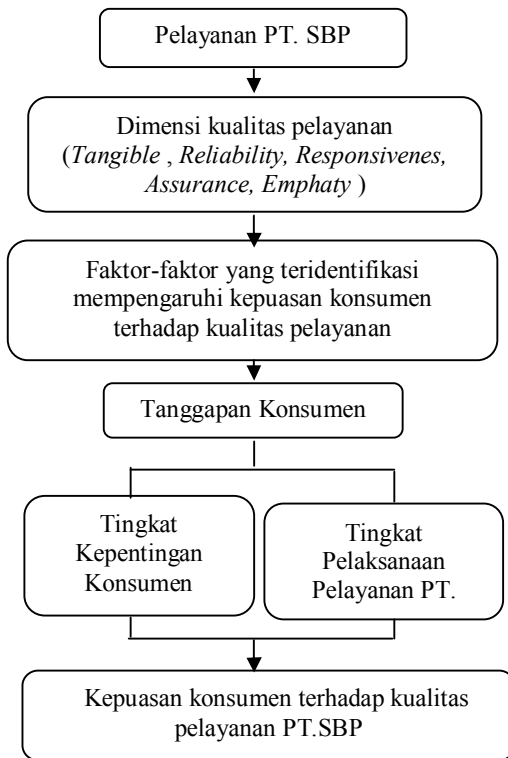 Pelayanan PT. SBP
Dimensi kualitas pelayanan
(Tangible , Reliability, Responsivenes,
Assurance, Emphaty )
Faktor-faktor yang teridentifikasi
mempengaruhi kepuasan konsumen
terhadap kualitas pelayanan
Tanggapan Konsumen
Tingkat
Kepentingan
Konsumen
Tingkat
Pelaksanaan
Pelayanan PT.
Kepuasan konsumen terhadap kualitas
pelayanan PT.SBP